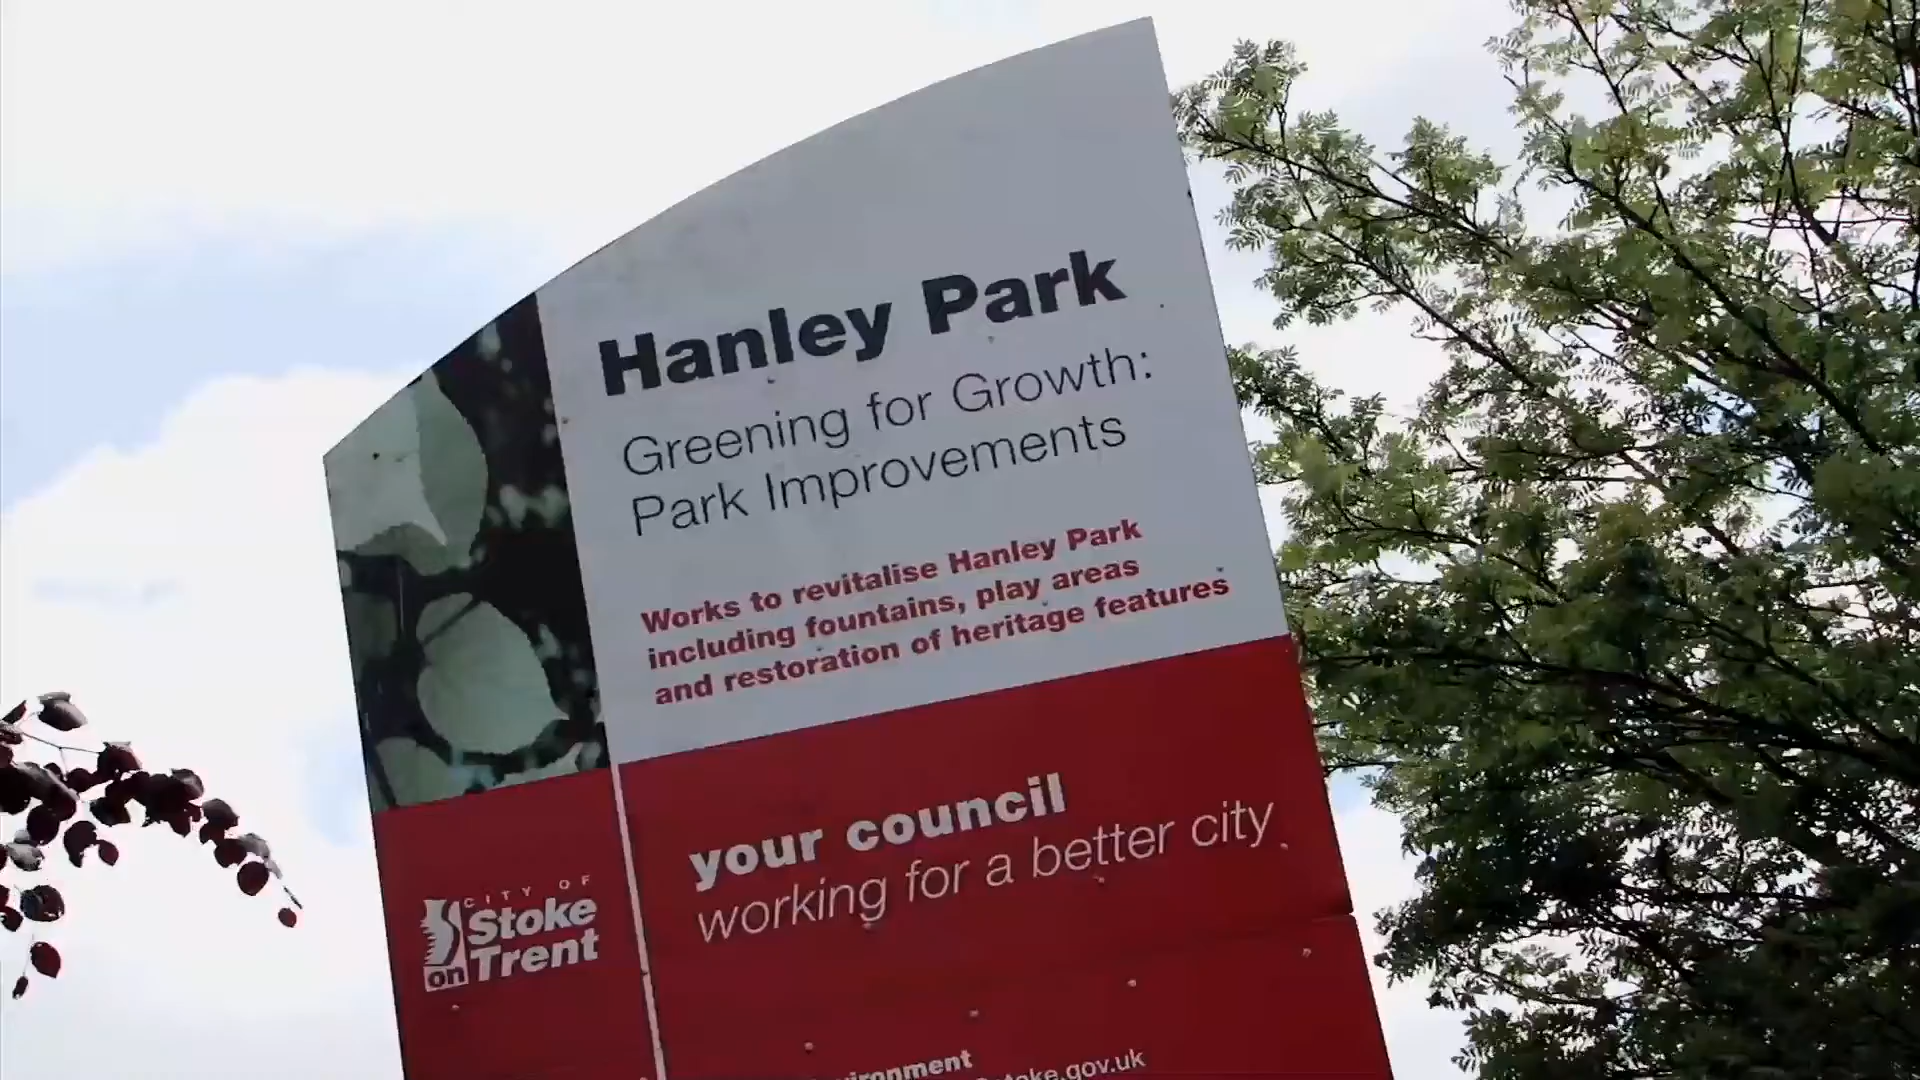 Hanley Park
Greening for Growth:
Park Improvements
Works to revitalise Hanley Park
including fountains, play areas
and restoration of heritage features
your council
working for a better city
CITY OF
Stoke
on Trent